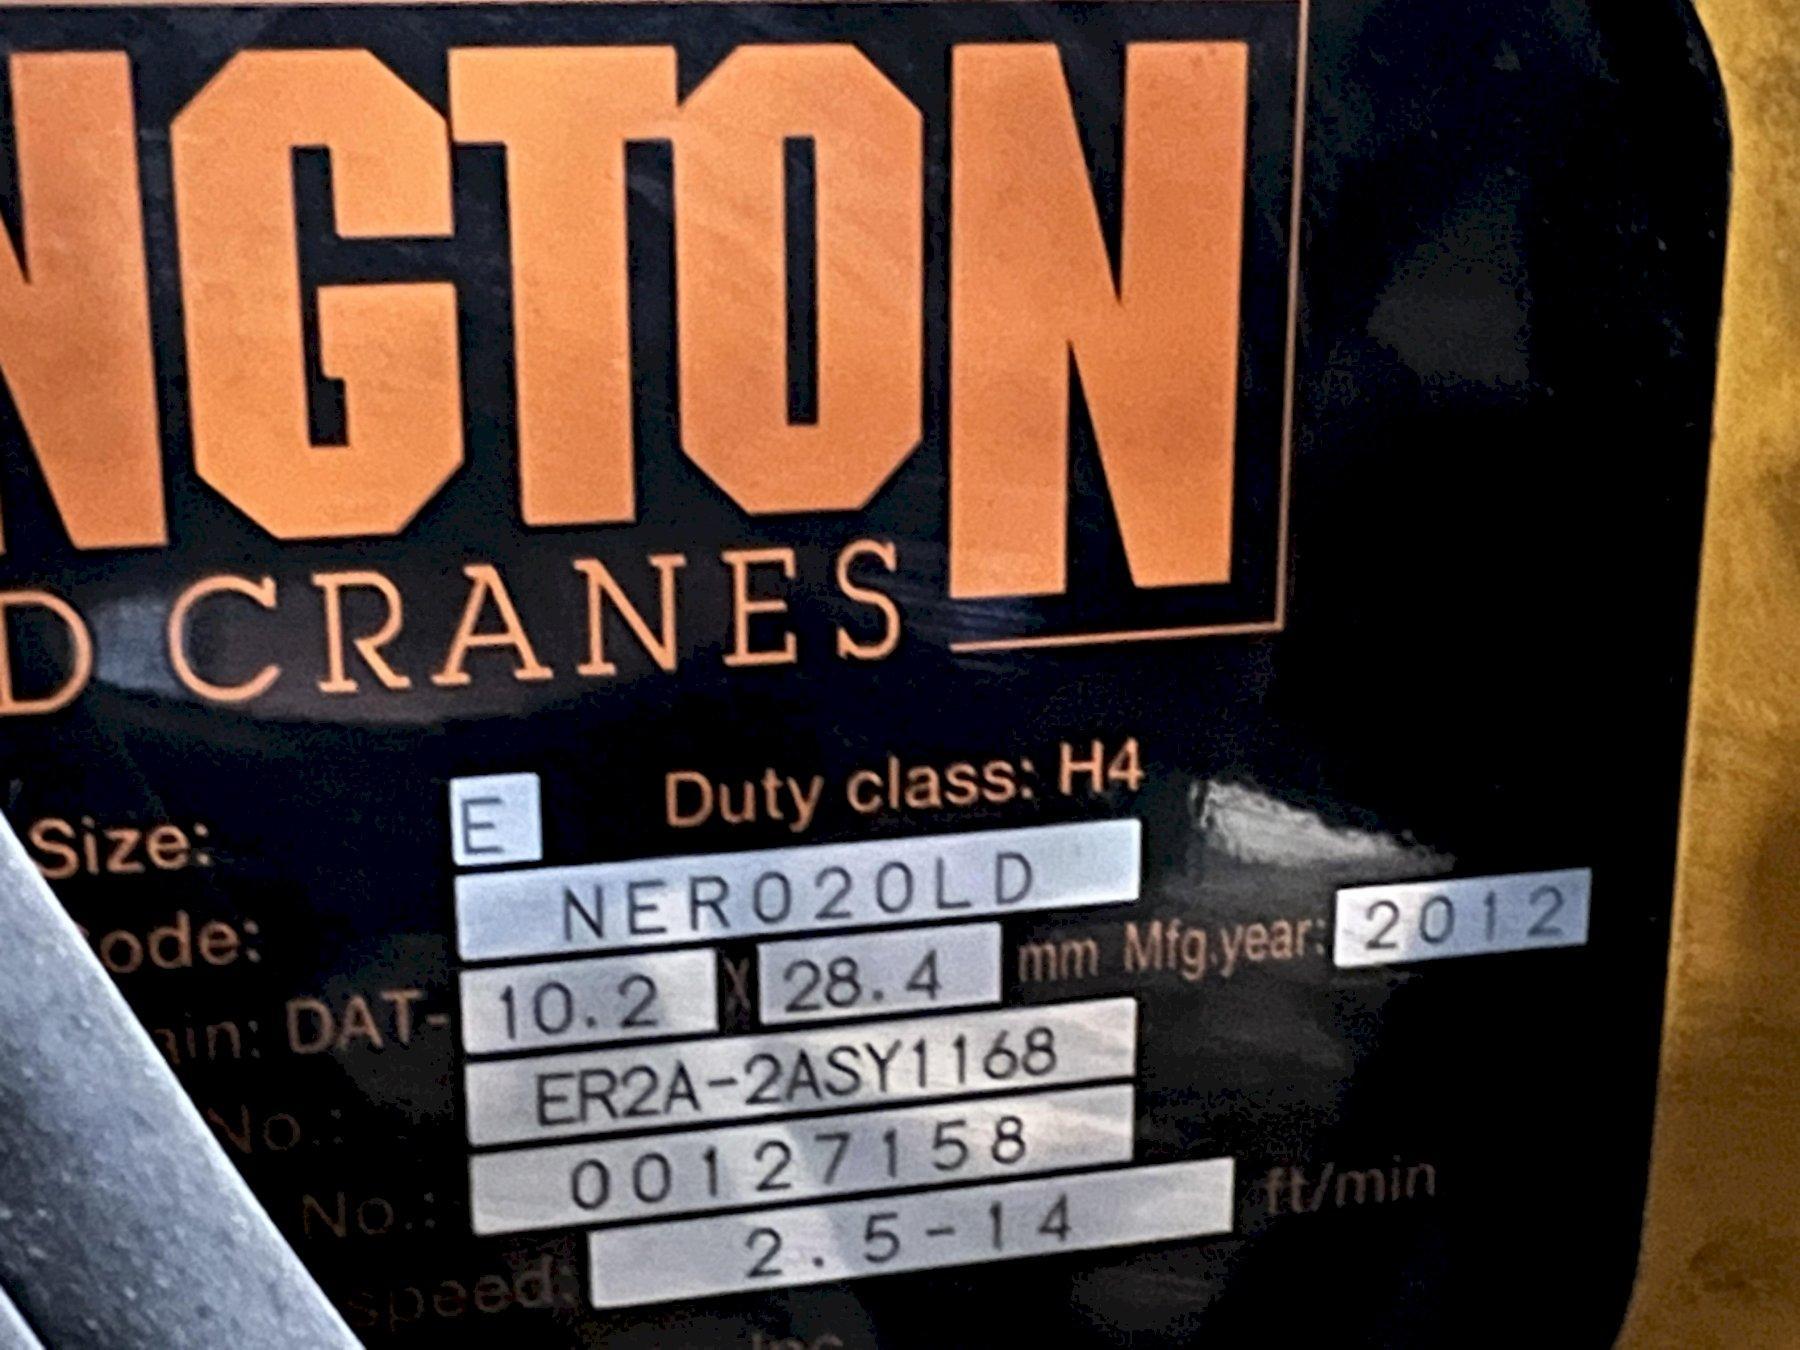 NGTON
D CRANES
Size: E Duty class: H4
ode: NER020LD
in: DAT- 10.2 X 28.4 mm Mfg.year: 2012
No.: ER2A-2ASY1168
No.: 00127158
speed: 2.5-14 ft/min
Inc